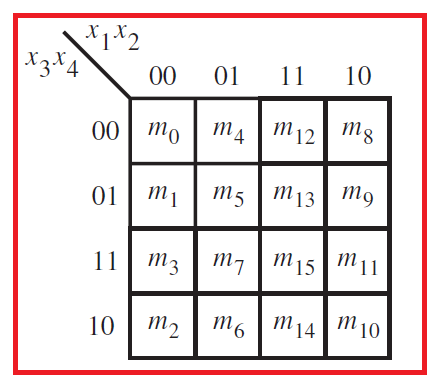 x₁x₂
x₃x₄
00 01 11 10
00 m₀ m₄ m₁₂ m₈
01 m₁ m₅ m₁₃ m₉
11 m₃ m₇ m₁₅ m₁₁
10 m₂ m₆ m₁₄ m₁₀